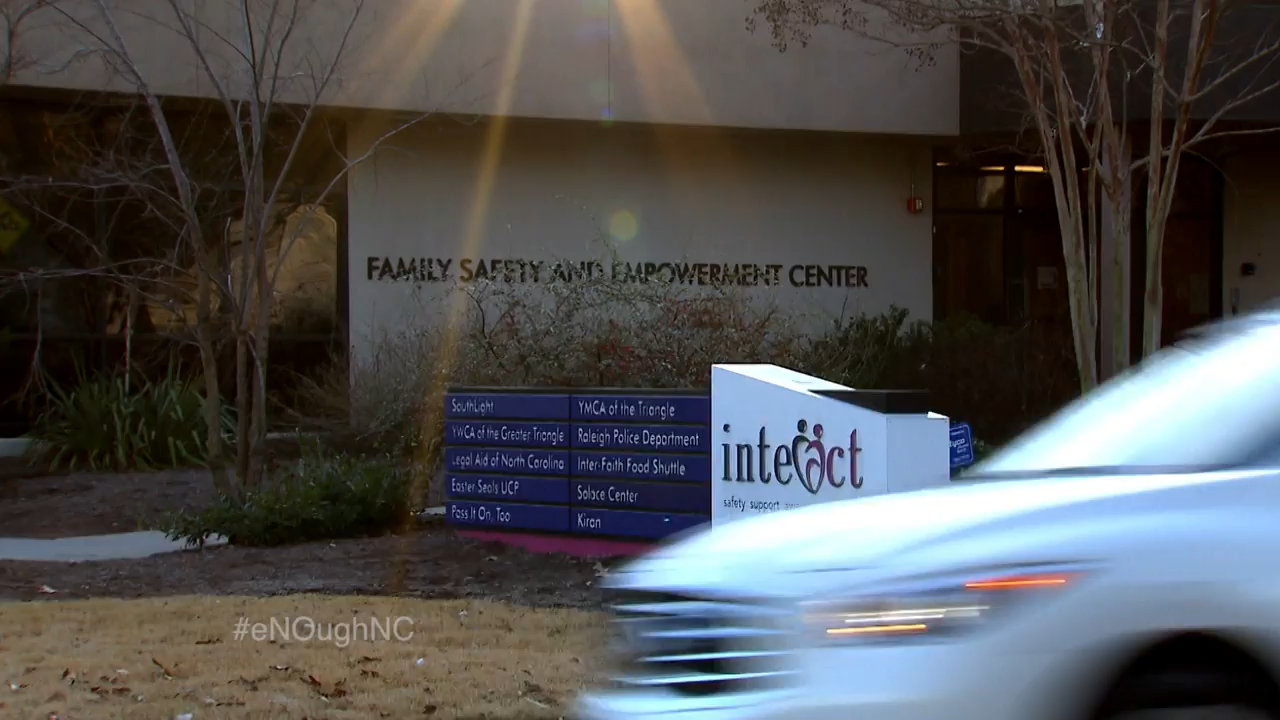 FAMILY SAFETY AND EMPOWERMENT CENTER
SouthLight
YMCA of the Triangle
YWCA of the Greater Triangle
Raleigh Police Department
Legal Aid of North Carolina
Inter-Faith Food Shuttle
Easter Seals UCP
Solace Center
Pass It On, Too
Kiran
interact
safety support
#eNOughNC